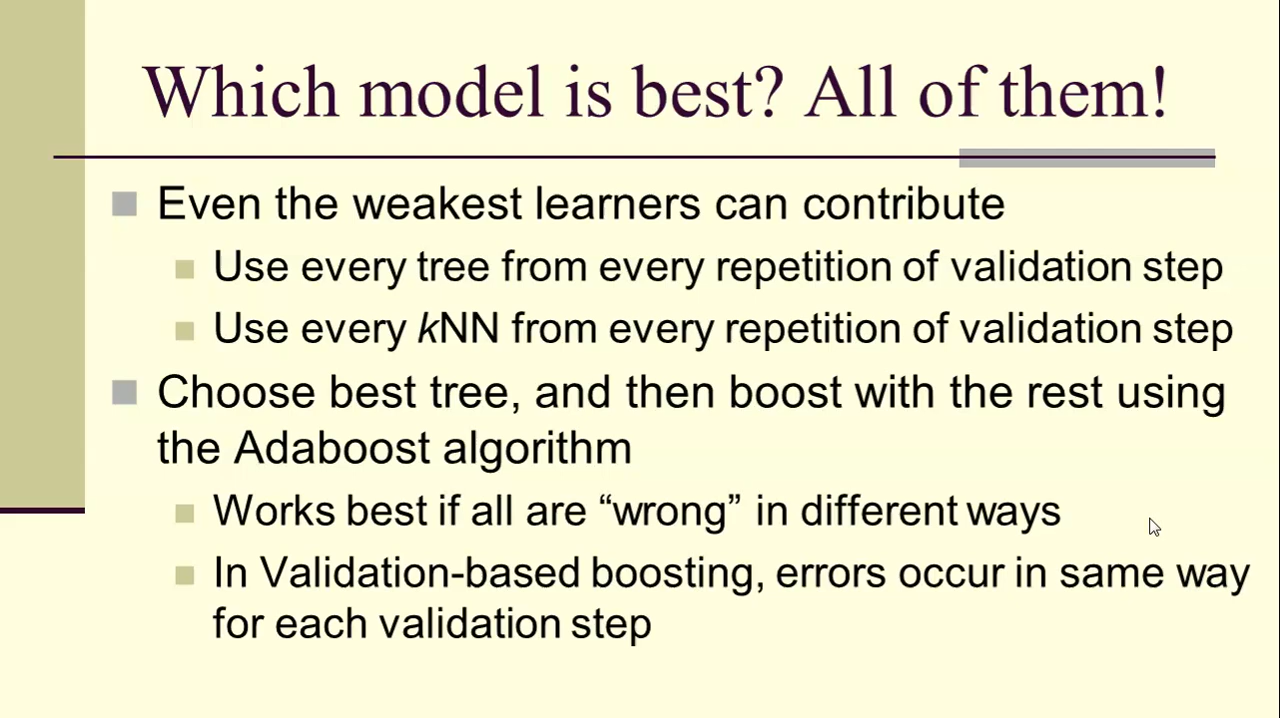 Which model is best? All of them!
Even the weakest learners can contribute
Use every tree from every repetition of validation step
Use every kNN from every repetition of validation step
Choose best tree, and then boost with the rest using
the Adaboost algorithm
Works best if all are “wrong” in different ways
In Validation-based boosting, errors occur in same way
for each validation step